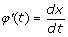 φ'(t) = dx/dt